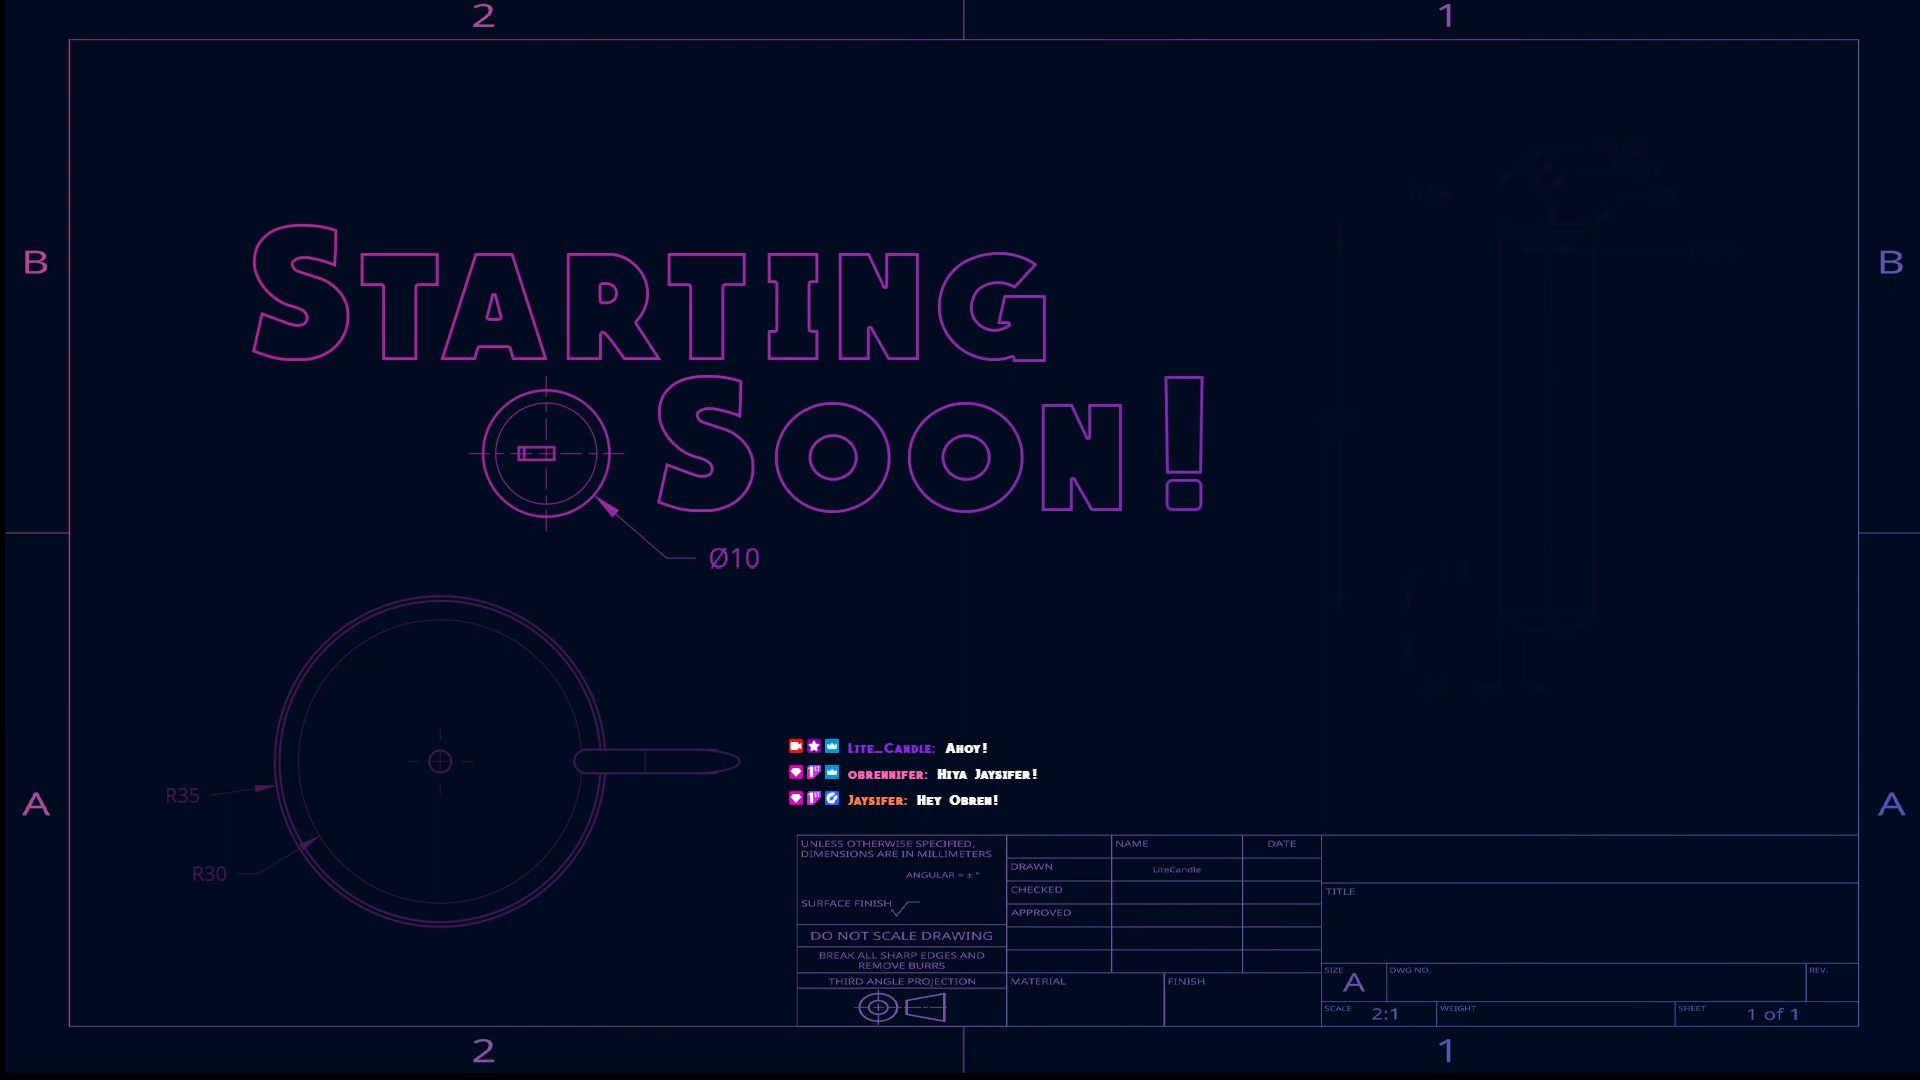 2 1
B B
STARTING
SOON!
Ø10
R35
R30
A A
LITE_CANDLE: AHOY!
OBRENNIFER: HIYA JAYSIFER!
JAYSIFER: HEY OBREN!
UNLESS OTHERWISE SPECIFIED,
DIMENSIONS ARE IN MILLIMETERS
ANGULAR = ± °
SURFACE FINISH
DO NOT SCALE DRAWING
BREAK ALL SHARP EDGES AND
REMOVE BURRS
THIRD ANGLE PROJECTION
NAME DATE
DRAWN LiteCandle
CHECKED
APPROVED
MATERIAL FINISH
TITLE
SIZE A DWG NO. REV.
SCALE 2:1 WEIGHT SHEET 1 of 1
2 1